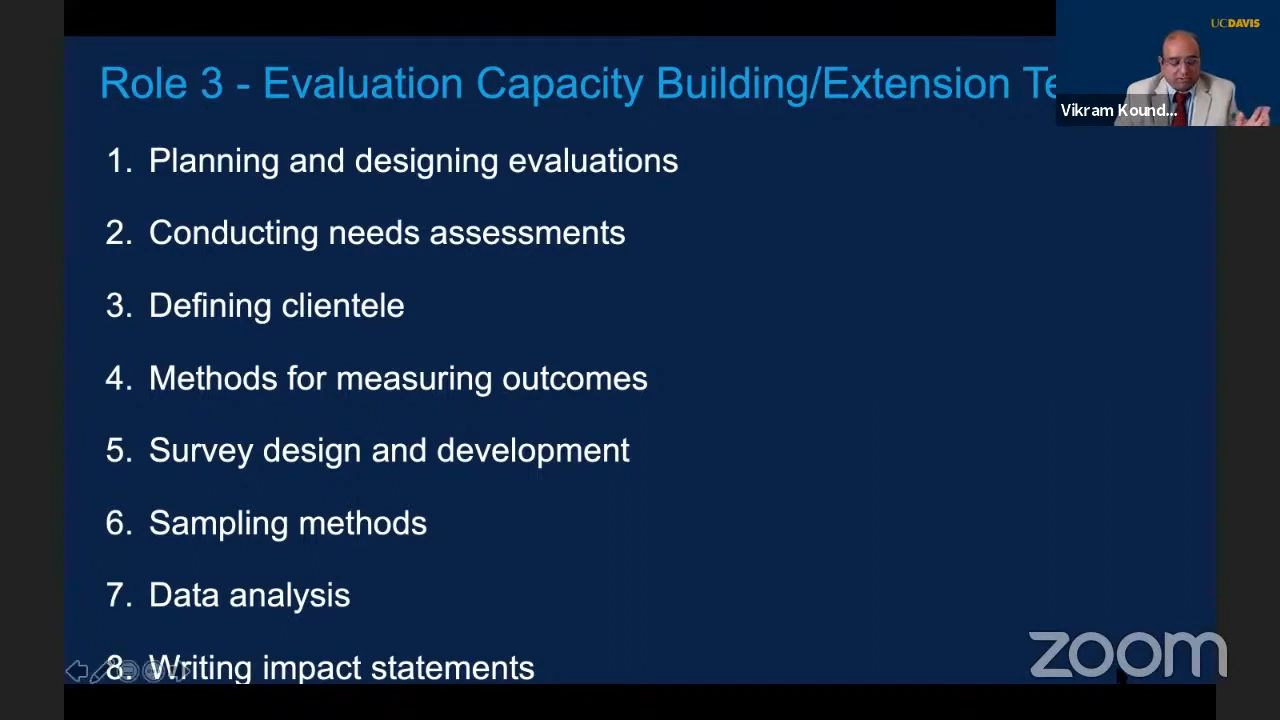 Role 3 - Evaluation Capacity Building/Extension Te
UCDAVIS
Vikram Kound...
1. Planning and designing evaluations
2. Conducting needs assessments
3. Defining clientele
4. Methods for measuring outcomes
5. Survey design and development
6. Sampling methods
7. Data analysis
8. Writing impact statements
zoom